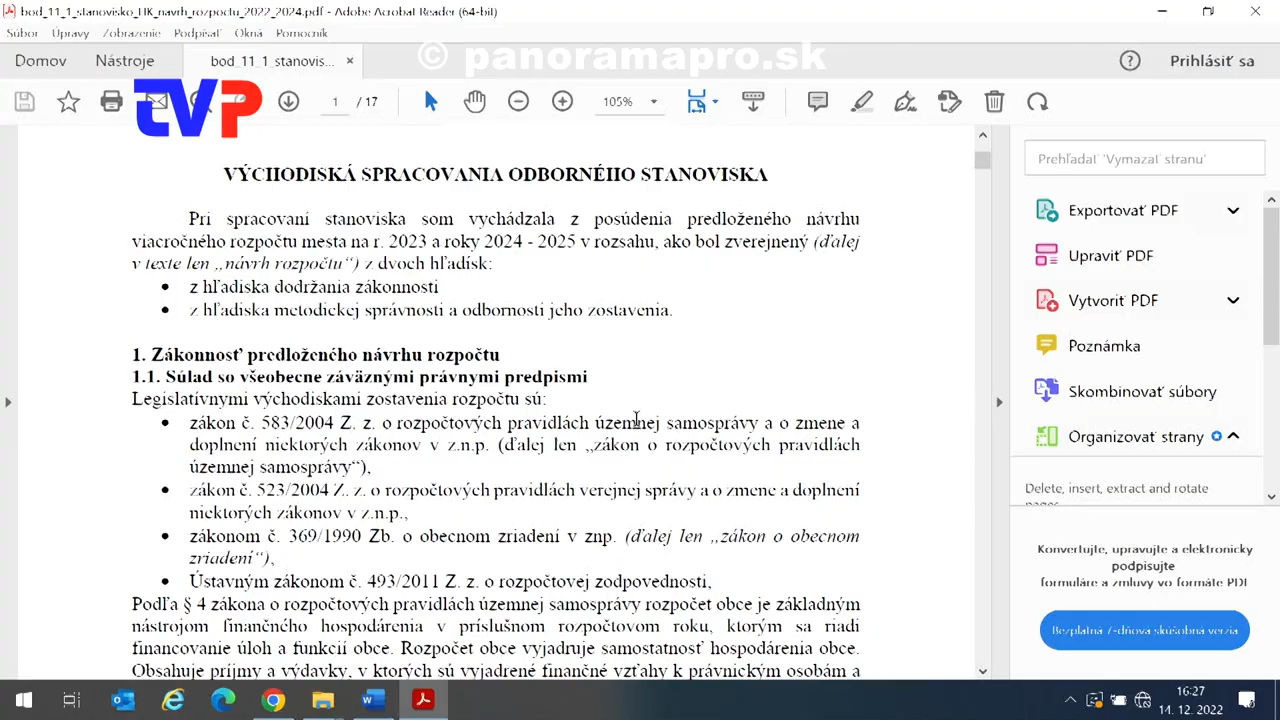 bod_11_1_stanovisko_HK_navrh_rozpoctu_2022_2024.pdf - Adobe Acrobat Reader (64-bit)
Súbor Úpravy Zobrazenie Podpísať Okná Pomocník
© panoramapro.sk
Domov Nástroje bod_11_1_stanovis... × Prihlásiť sa
TVP
1 / 17 105%
VÝCHODISKÁ SPRACOVANIA ODBORNÉHO STANOVISKA
Pri spracovaní stanoviska som vychádzala z posúdenia predloženého návrhu
viacročného rozpočtu mesta na r. 2023 a roky 2024 - 2025 v rozsahu, ako bol zverejnený (ďalej
v texte len „návrh rozpočtu“) z dvoch hľadísk:
• z hľadiska dodržania zákonnosti
• z hľadiska metodickej správnosti a odbornosti jeho zostavenia.
1. Zákonnosť predloženého návrhu rozpočtu
1.1. Súlad so všeobecne záväznými právnymi predpismi
Legislatívnymi východiskami zostavenia rozpočtu sú:
• zákon č. 583/2004 Z. z. o rozpočtových pravidlách územnej samosprávy a o zmene a
doplnení niektorých zákonov v z.n.p. (ďalej len „zákon o rozpočtových pravidlách
územnej samosprávy“),
• zákon č. 523/2004 Z. z. o rozpočtových pravidlách verejnej správy a o zmene a doplnení
niektorých zákonov v z.n.p.,
• zákonom č. 369/1990 Zb. o obecnom zriadení v znp. (ďalej len „zákon o obecnom
zriadení“),
• Ústavným zákonom č. 493/2011 Z. z. o rozpočtovej zodpovednosti,
Podľa § 4 zákona o rozpočtových pravidlách územnej samosprávy rozpočet obce je základným
nástrojom finančného hospodárenia v príslušnom rozpočtovom roku, ktorým sa riadi
financovanie úloh a funkcií obce. Rozpočet obce vyjadruje samostatnosť hospodárenia obce.
Obsahuje príjmy a výdavky, v ktorých sú vyjadrené finančné vzťahy k právnickým osobám a
Prehľadať 'Vymazať stranu'
Exportovať PDF
Upraviť PDF
Vytvoriť PDF
Poznámka
Skombinovať súbory
Organizovať strany
Delete, insert, extract and rotate
Konvertujte, upravujte a elektronicky
podpisujte
formuláre a zmluvy vo formáte PDF
Bezplatná 7-dňová skúšobná verzia
16:27
14. 12. 2022